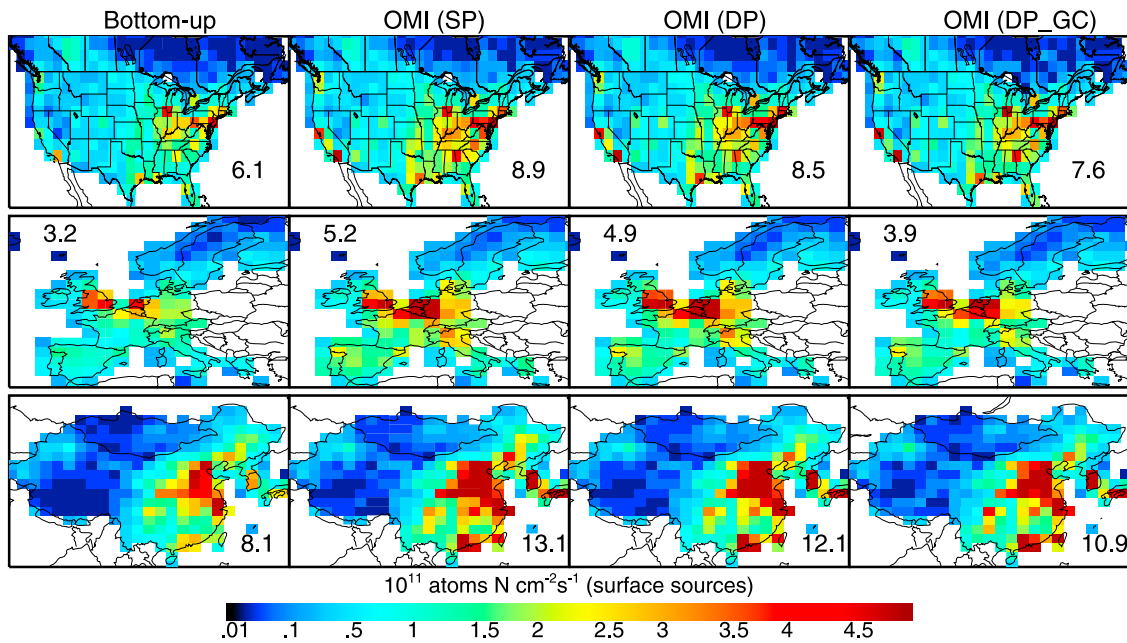 Bottom-up OMI (SP) OMI (DP) OMI (DP_GC)
6.1 8.9 8.5 7.6
3.2 5.2 4.9 3.9
8.1 13.1 12.1 10.9
10¹¹ atoms N cm⁻²s⁻¹ (surface sources)
.01 .1 .5 1 1.5 2 2.5 3 3.5 4 4.5